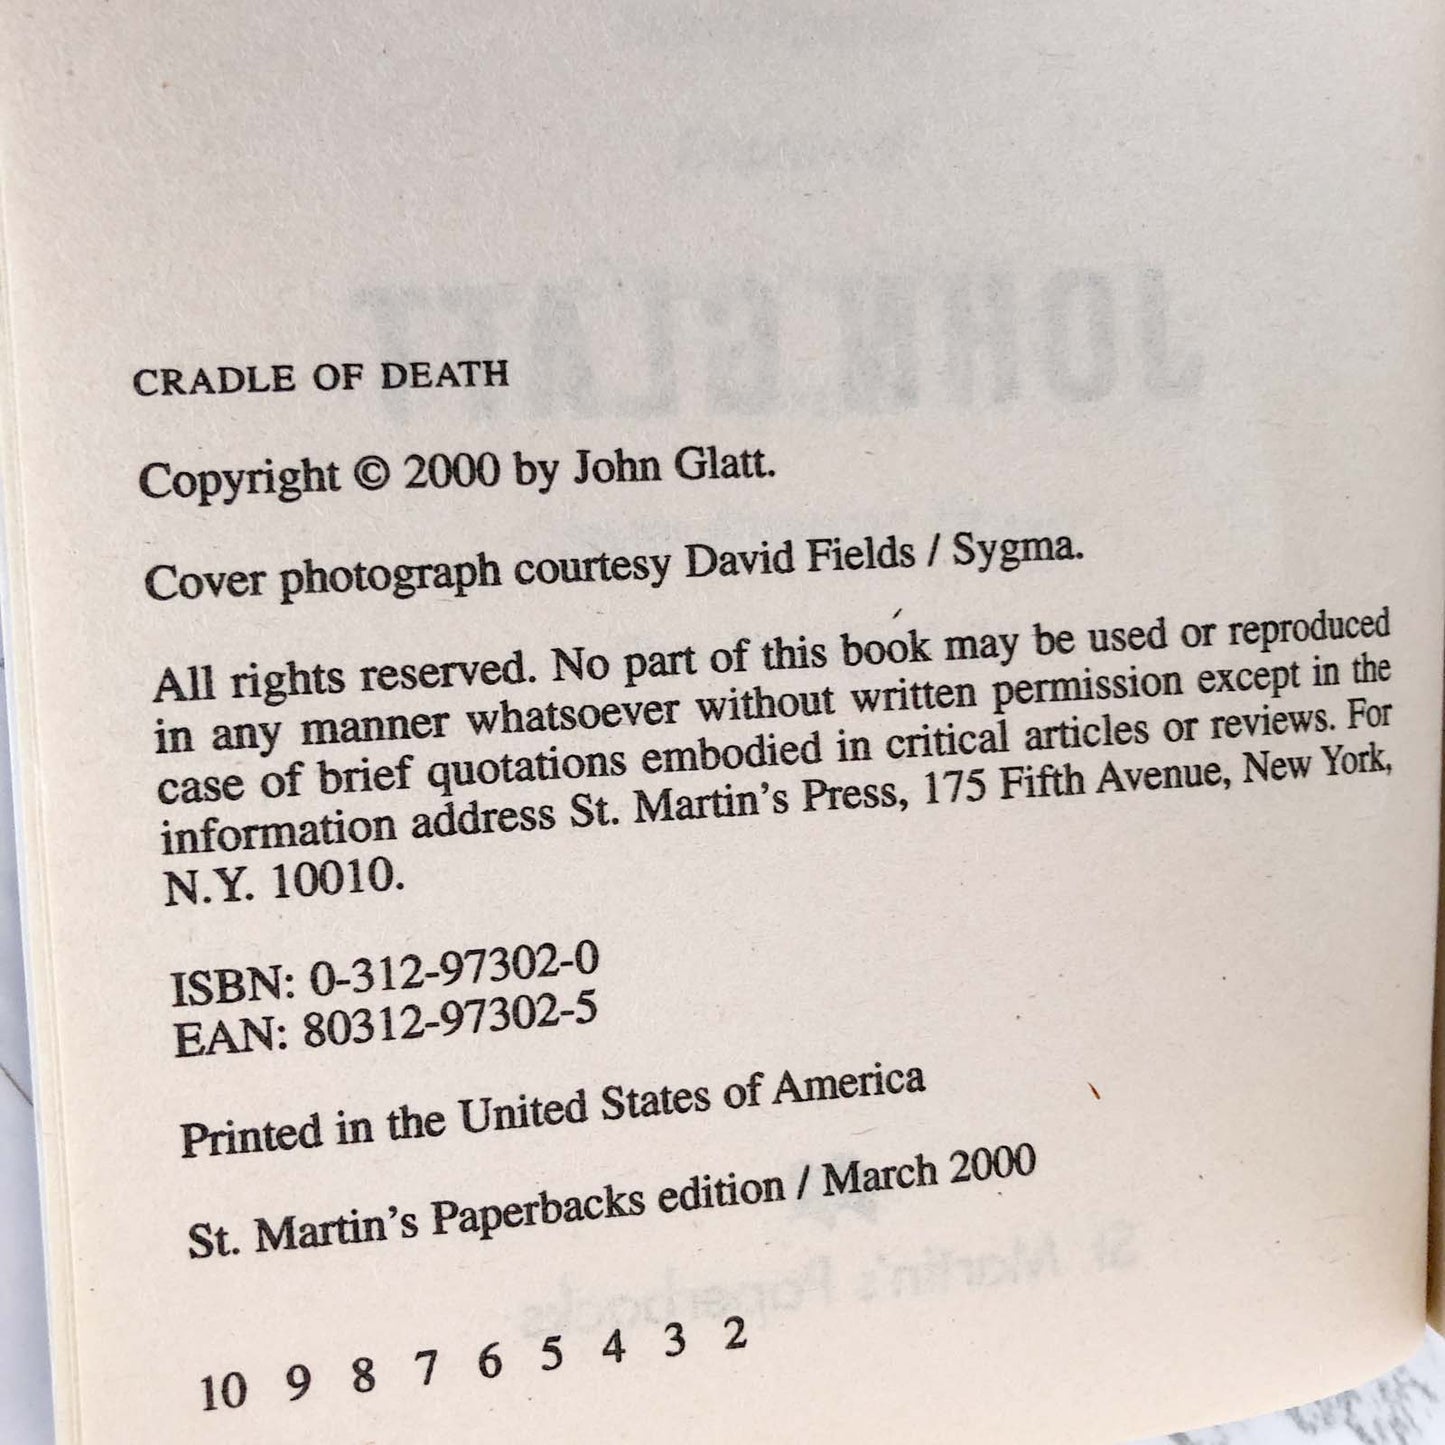 CRADLE OF DEATH
Copyright © 2000 by John Glatt.
Cover photograph courtesy David Fields / Sygma.
All rights reserved. No part of this book may be used or reproduced
in any manner whatsoever without written permission except in the
case of brief quotations embodied in critical articles or reviews. For
information address St. Martin's Press, 175 Fifth Avenue, New York,
N.Y. 10010.
ISBN: 0-312-97302-0
EAN: 80312-97302-5
Printed in the United States of America
St. Martin's Paperbacks edition / March 2000
10 9 8 7 6 5 4 3 2